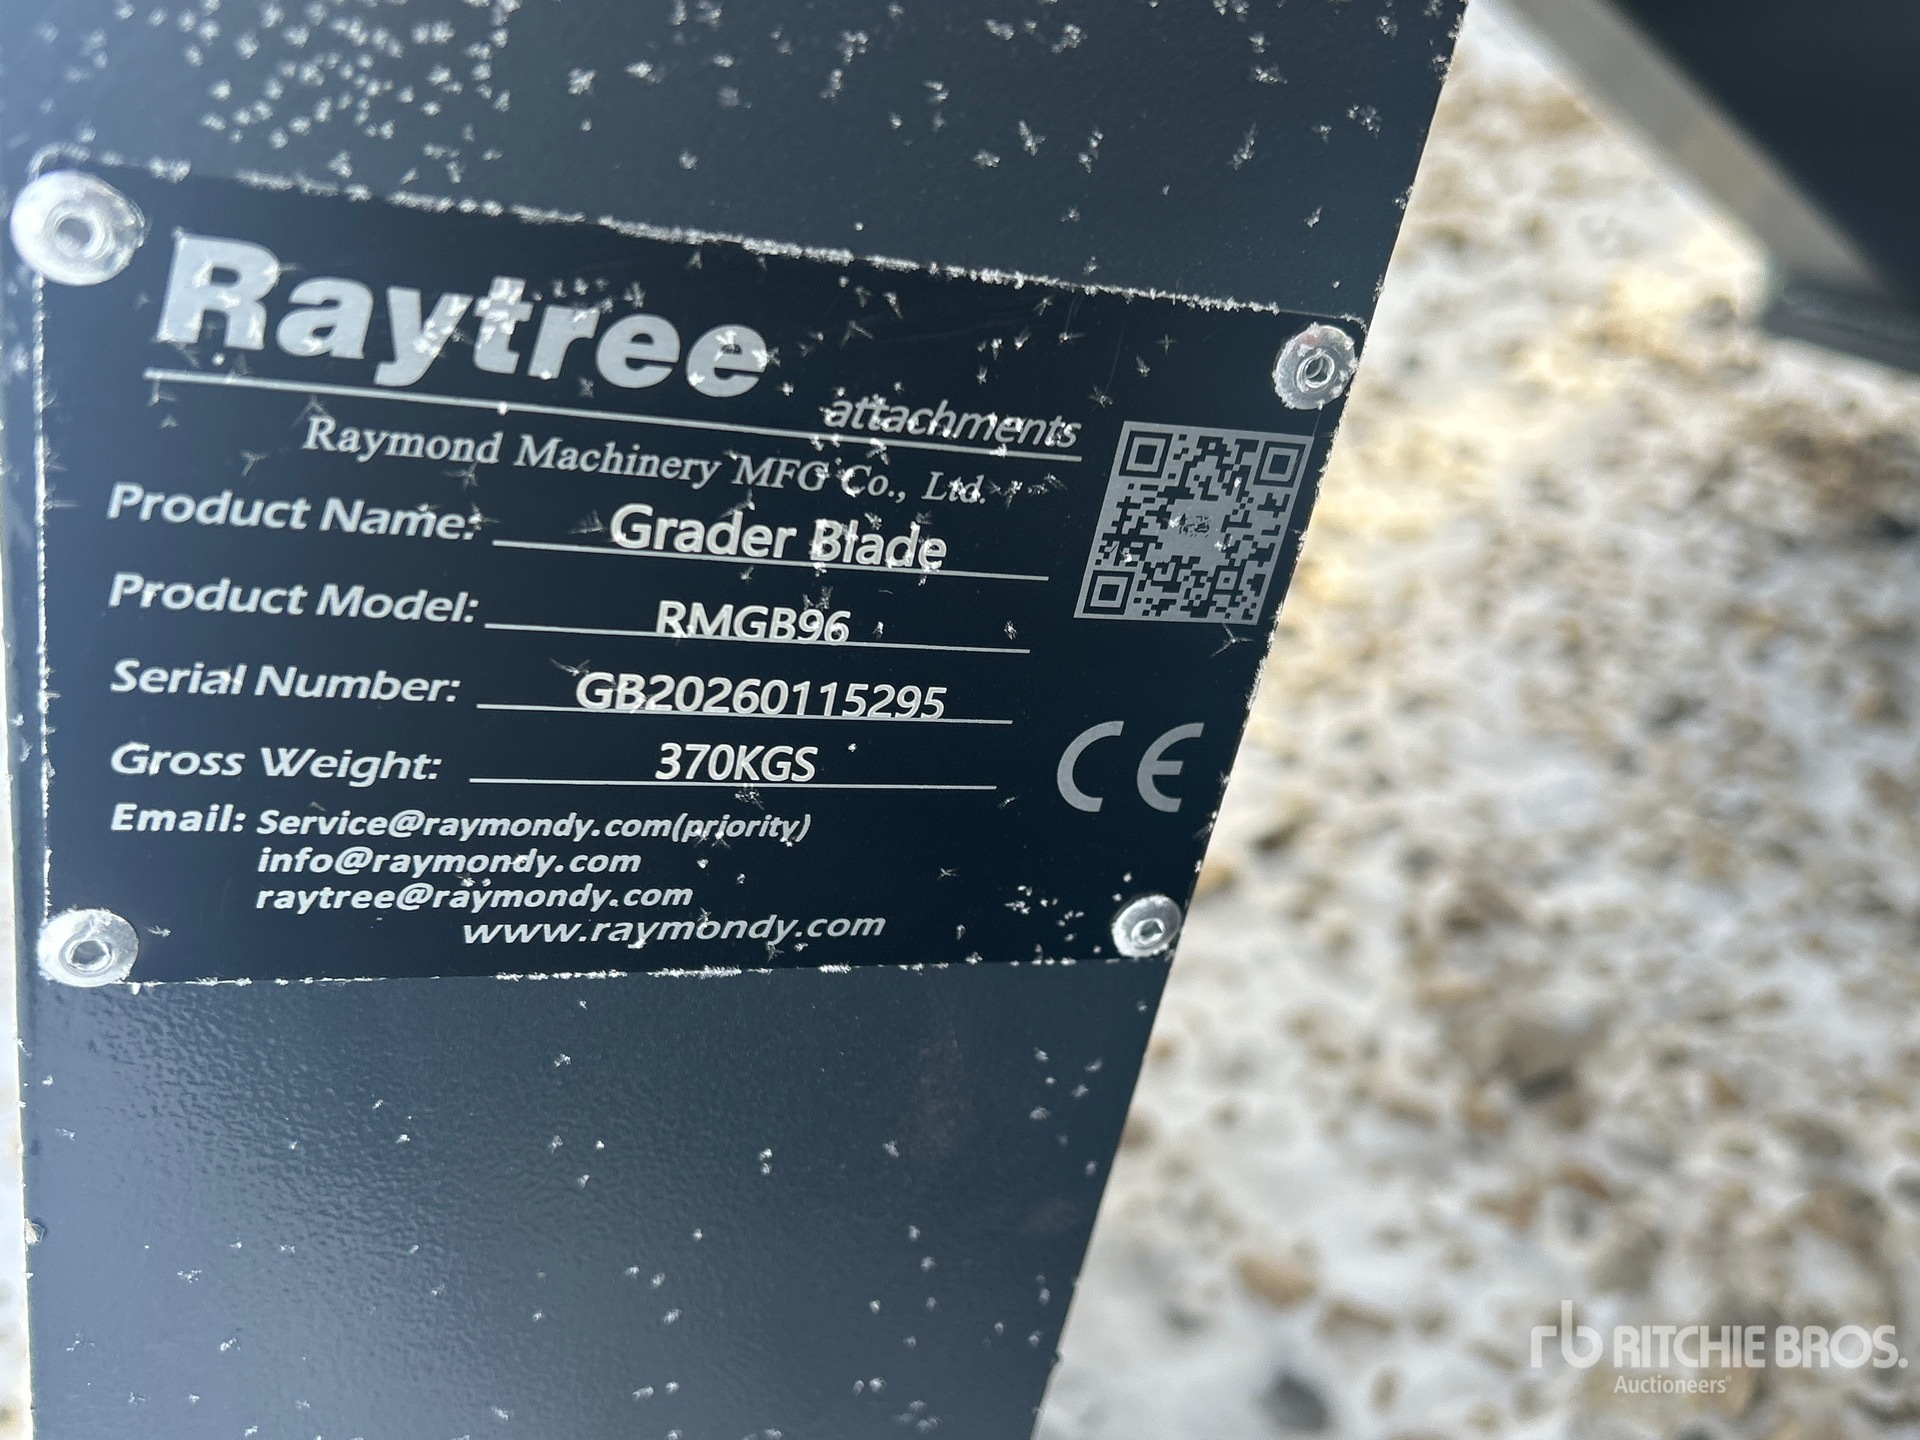 Raytree
attachments
Raymond Machinery MFG Co., Ltd.
Product Name: Grader Blade
Product Model: RMGB96
Serial Number: GB20260115295
Gross Weight: 370KGS
Email: Service@raymondy.com(priority)
info@raymondy.com
raytree@raymondy.com
www.raymondy.com
CE
rb RITCHIE BROS.
Auctioneers